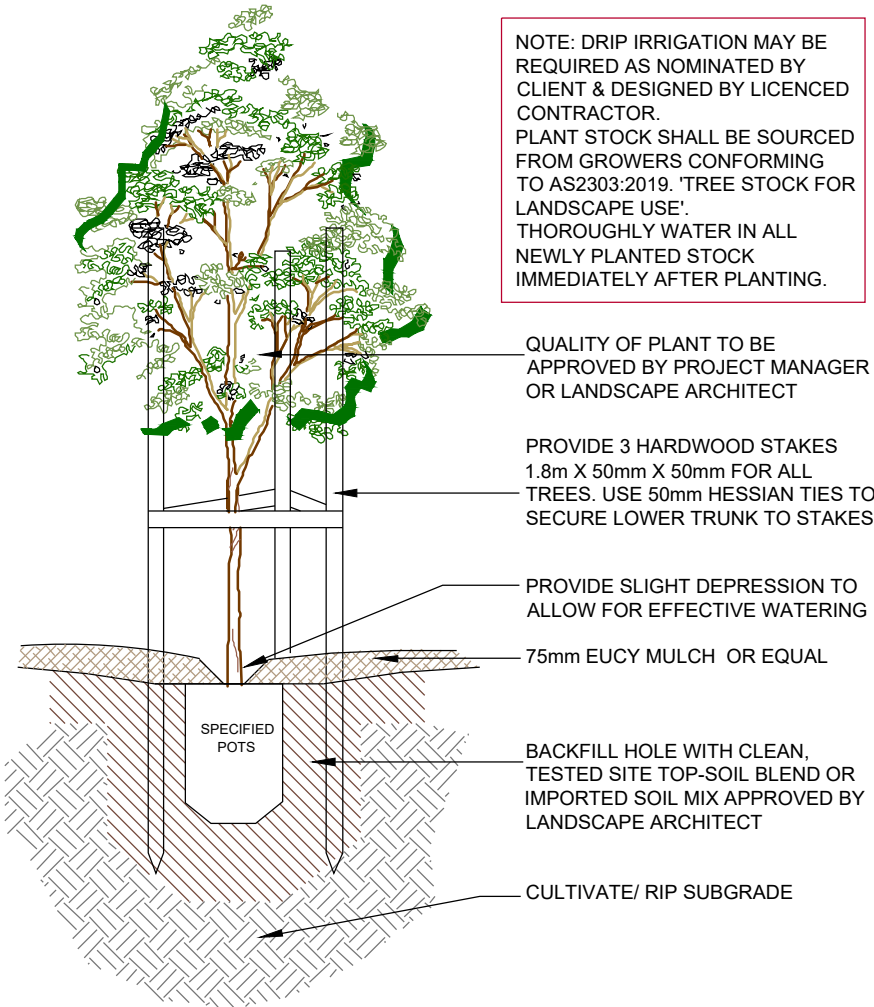 NOTE: DRIP IRRIGATION MAY BE
REQUIRED AS NOMINATED BY
CLIENT & DESIGNED BY LICENCED
CONTRACTOR.
PLANT STOCK SHALL BE SOURCED
FROM GROWERS CONFORMING
TO AS2303:2019. 'TREE STOCK FOR
LANDSCAPE USE'.
THOROUGHLY WATER IN ALL
NEWLY PLANTED STOCK
IMMEDIATELY AFTER PLANTING.
QUALITY OF PLANT TO BE
APPROVED BY PROJECT MANAGER
OR LANDSCAPE ARCHITECT
PROVIDE 3 HARDWOOD STAKES
1.8m X 50mm X 50mm FOR ALL
TREES. USE 50mm HESSIAN TIES TO
SECURE LOWER TRUNK TO STAKES
PROVIDE SLIGHT DEPRESSION TO
ALLOW FOR EFFECTIVE WATERING
75mm EUCY MULCH OR EQUAL
SPECIFIED
POTS
BACKFILL HOLE WITH CLEAN,
TESTED SITE TOP-SOIL BLEND OR
IMPORTED SOIL MIX APPROVED BY
LANDSCAPE ARCHITECT
CULTIVATE/ RIP SUBGRADE